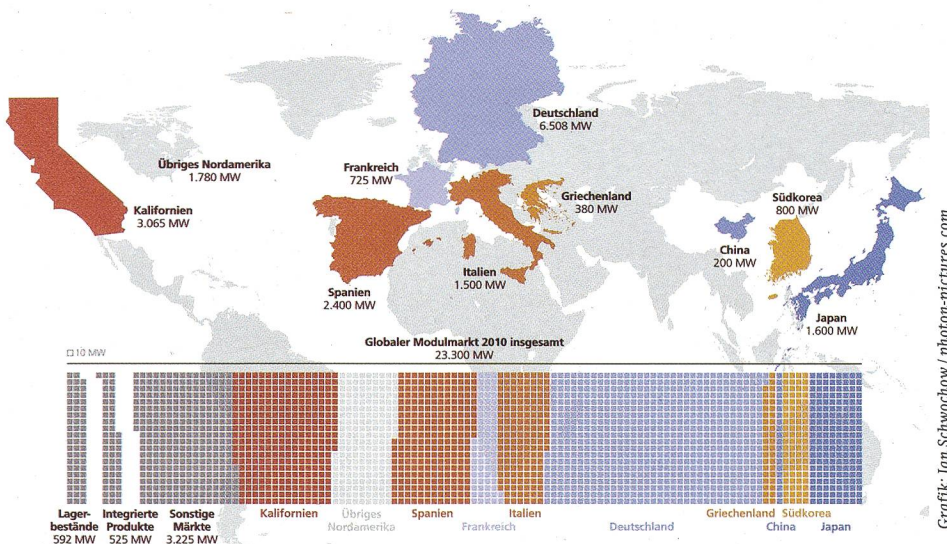 Deutschland
6.508 MW
Übriges Nordamerika
1.780 MW
Frankreich
725 MW
Kalifornien
3.065 MW
Griechenland
380 MW
Südkorea
800 MW
China
200 MW
Italien
1.500 MW
Spanien
2.400 MW
Japan
1.600 MW
Globaler Modulmarkt 2010 insgesamt
23.300 MW
10 MW
Lager-
bestände
592 MW
Integrierte
Produkte
525 MW
Sonstige
Märkte
3.225 MW
Kalifornien
Übriges
Nordamerika
Spanien
Frankreich
Italien
Deutschland
Griechenland
China
Südkorea
Japan
Grafik: Jan Schwochow / photon-pictures.com